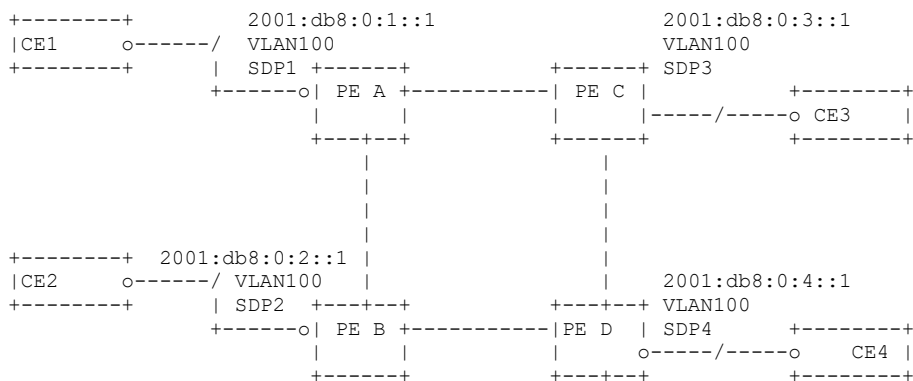 2001:db8:0:1::1 2001:db8:0:3::1
CE1 VLAN100 VLAN100
SDP1 SDP3
PE A PE C
CE3
2001:db8:0:2::1
CE2 VLAN100 2001:db8:0:4::1
SDP2 VLAN100
PE B PE D SDP4
CE4